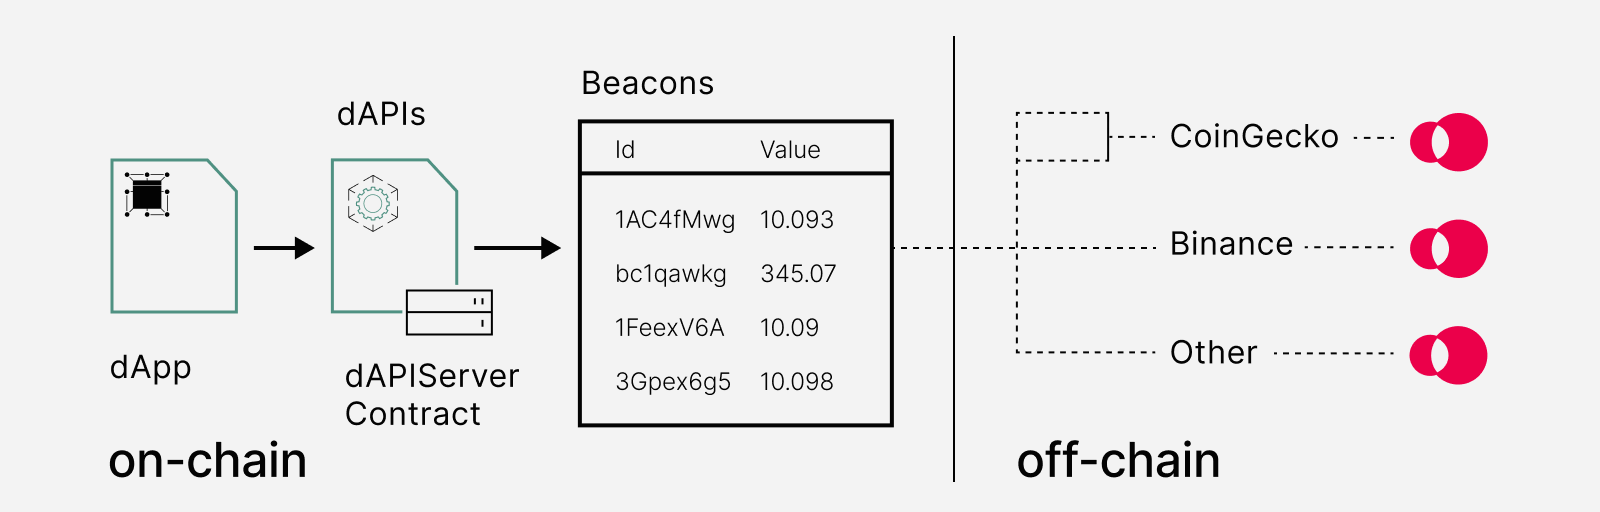 Beacons
dAPIs
Id Value
1AC4fMwg 10.093
bc1qawkg 345.07
1FeexV6A 10.09
3Gpex6g5 10.098
dApp
dAPIServer
Contract
on-chain
CoinGecko
Binance
Other
off-chain